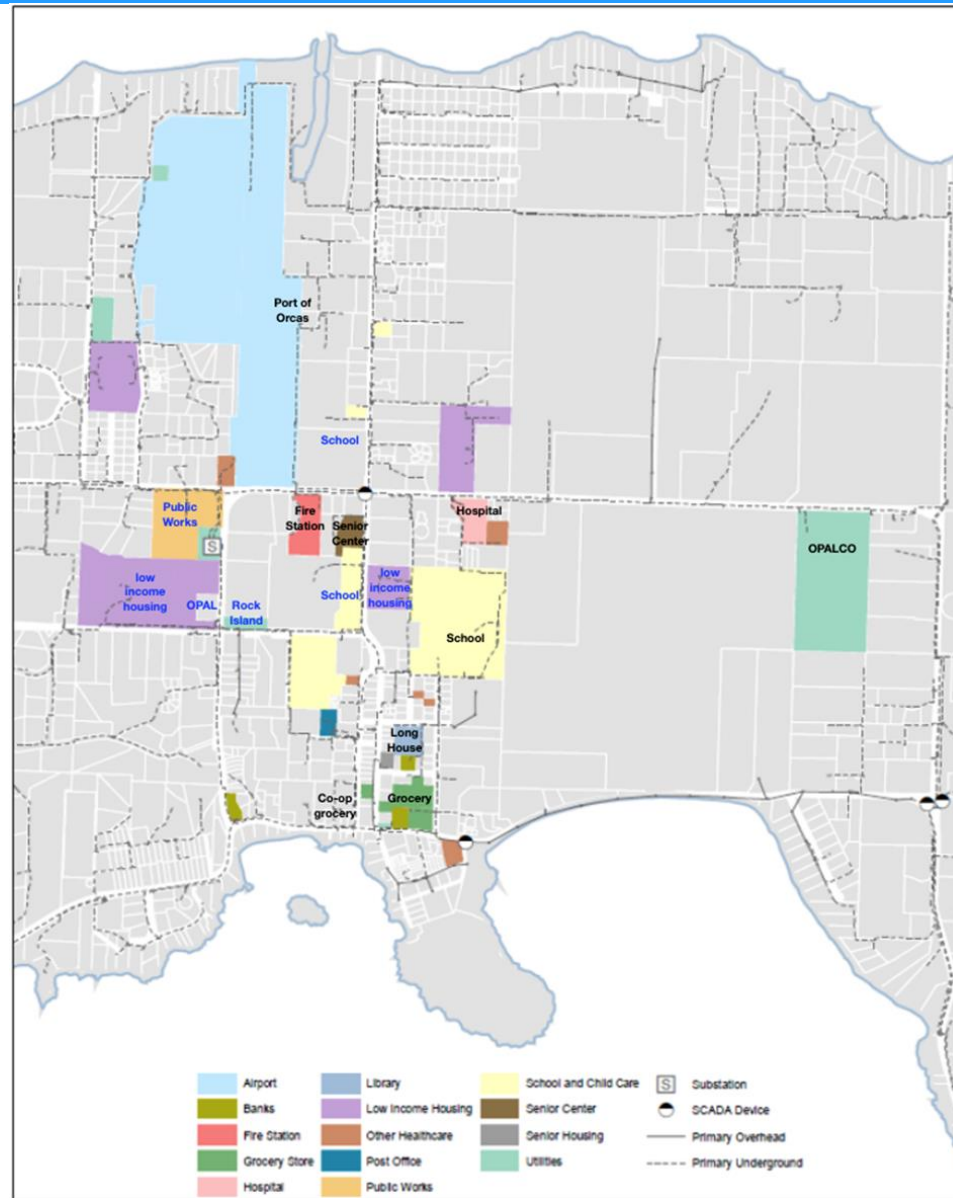 Port of
Orcas
School
Public
Works
Fire
Station
Senior
Center
Hospital
OPALCO
S
low
income
housing
OPAL
Rock
Island
School
low
income
housing
School
Long
House
Co-op
grocery
Grocery
Airport
Banks
Fire Station
Grocery Store
Hospital
Library
Low Income Housing
Other Healthcare
Post Office
Public Works
School and Child Care
Senior Center
Senior Housing
Utilities
S Substation
SCADA Device
Primary Overhead
Primary Underground